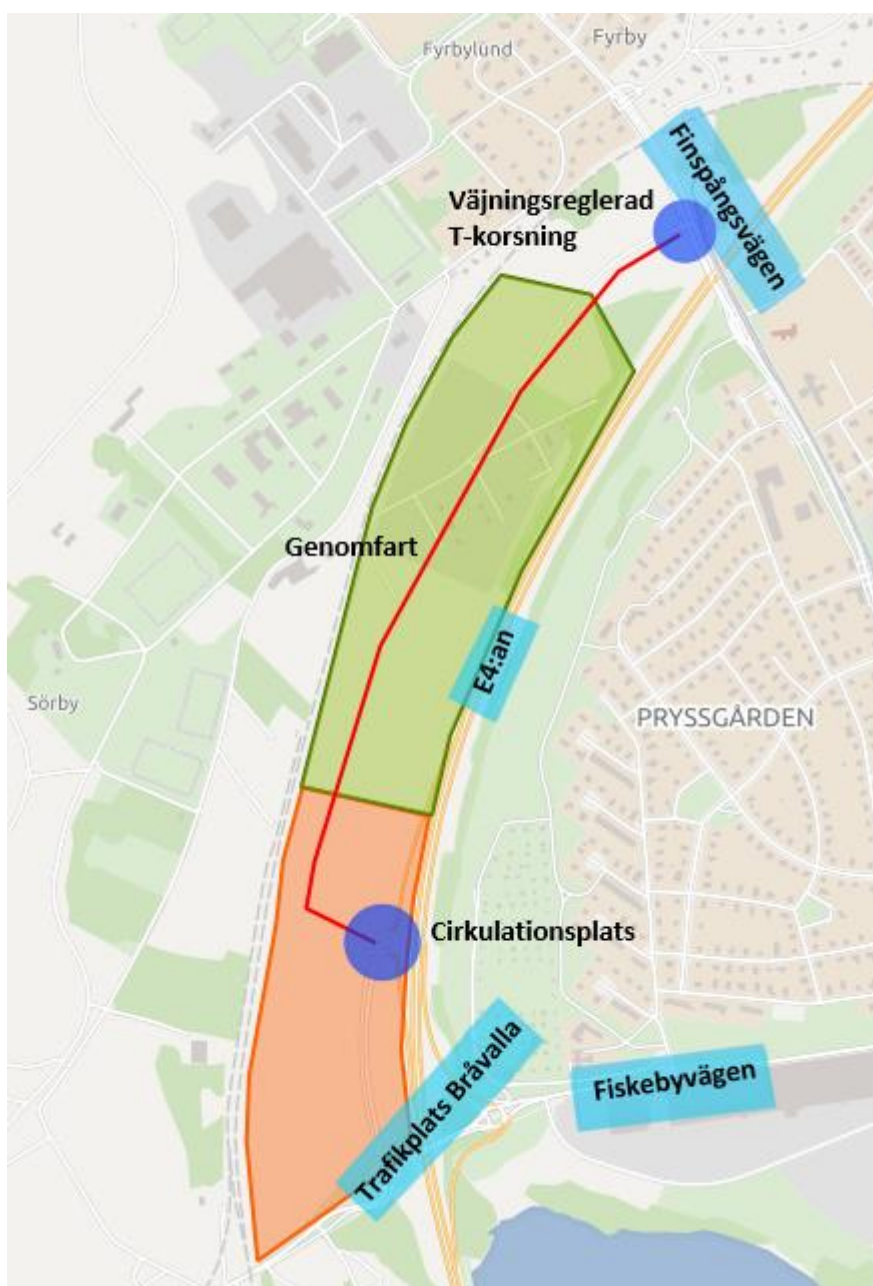 Fyrbylund
Fyrby
Finspångsvägen
Väjningsreglerad
T-korsning
Genomfart
E4:an
Sörby
PRYSSGÅRDEN
Cirkulationsplats
Trafikplats Bråvalla
Fiskebyvägen